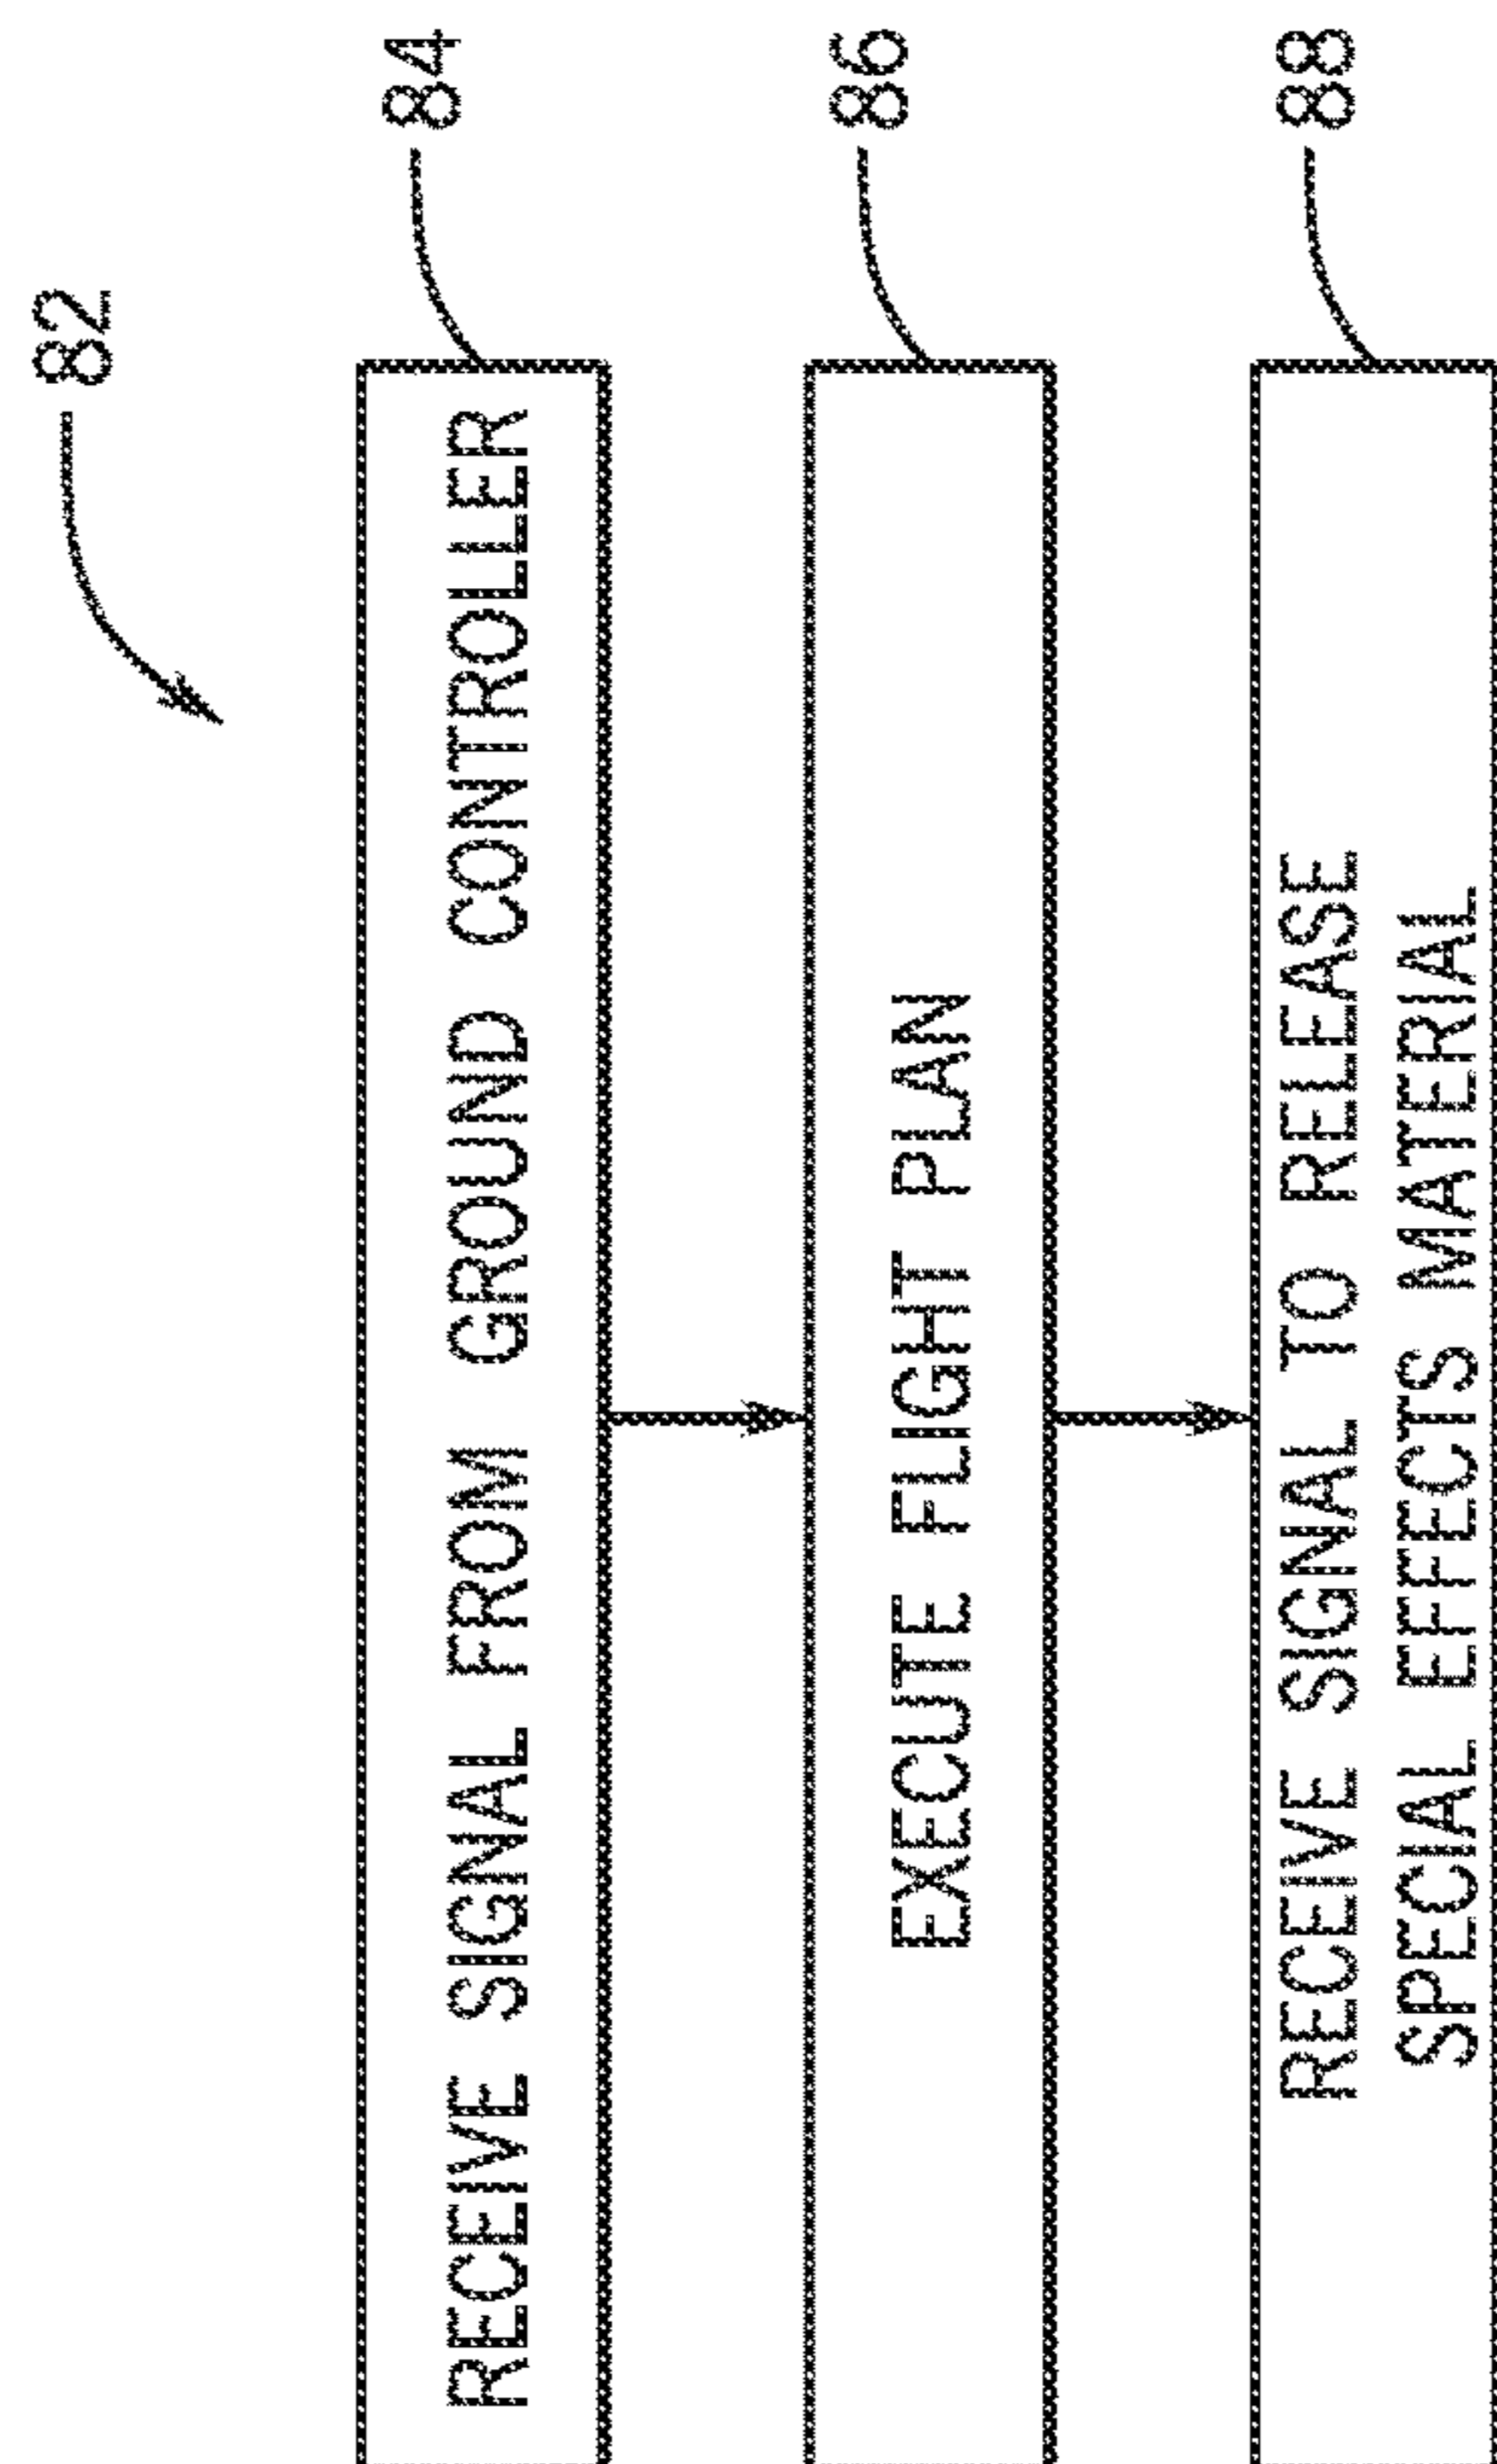 82
RECEIVE SIGNAL FROM GROUND CONTROLLER
84
EXECUTE FLIGHT PLAN
86
RECEIVE SIGNAL TO RELEASE
SPECIAL EFFECTS MATERIAL
88